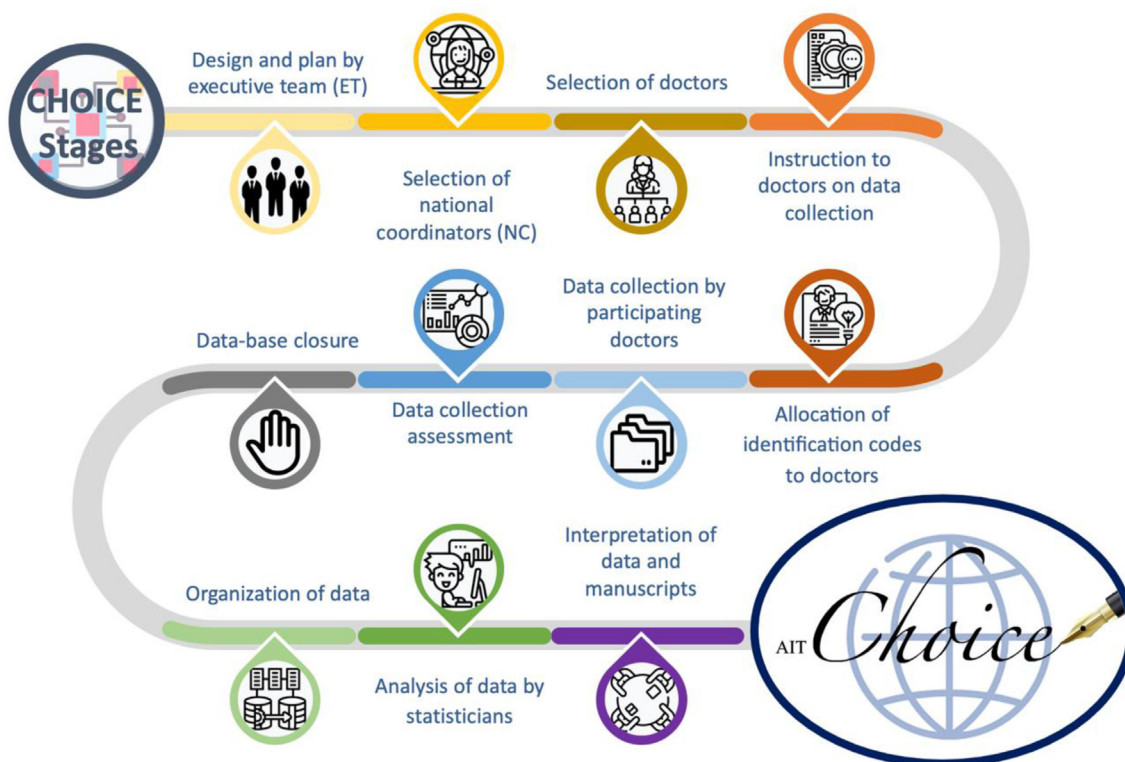 CHOICE
Stages
Design and plan by
executive team (ET)
Selection of
national
coordinators (NC)
Selection of doctors
Instruction to
doctors on data
collection
Allocation of
identification codes
to doctors
Data collection by
participating
doctors
Data collection
assessment
Data-base closure
Organization of data
Analysis of data by
statisticians
Interpretation of
data and
manuscripts
AIT Choice